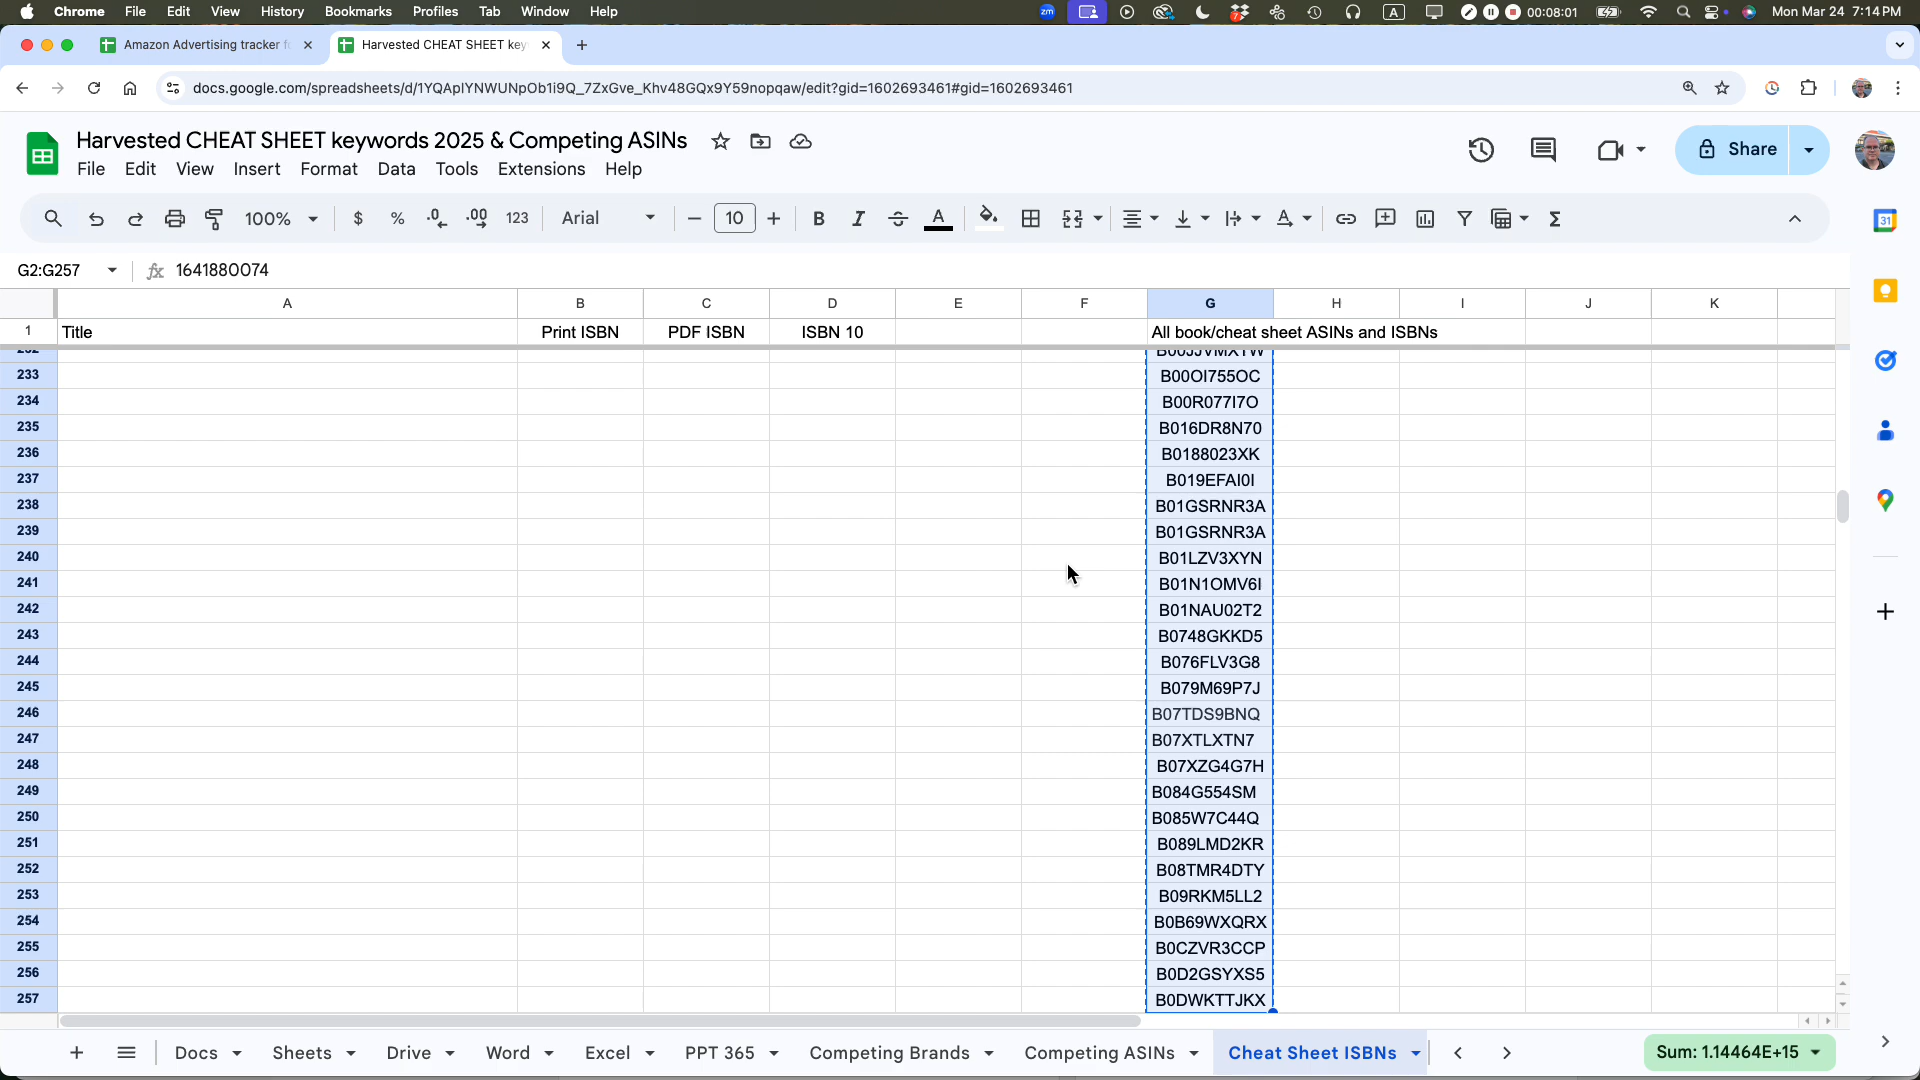 Chrome File Edit View History Bookmarks Profiles Tab Window Help
zm A 00:08:01 Mon Mar 24 7:14 PM
Amazon Advertising tracker
Harvested CHEAT SHEET key
docs.google.com/spreadsheets/d/1YQAplYNWUNpOb1i9Q_7ZxGve_Khv48GQx9Y59nopqaw/edit?gid=1602693461#gid=1602693461
Harvested CHEAT SHEET keywords 2025 & Competing ASINs
File Edit View Insert Format Data Tools Extensions Help
Share
100% $ % .0 .00 123 Arial 10 B I S A
31
G2:G257 fx 1641880074
A B C D E F G H I J K
1 Title Print ISBN PDF ISBN ISBN 10 All book/cheat sheet ASINs and ISBNs
233 B00OI755OC
234 B00R077I7O
235 B016DR8N70
236 B0188023XK
237 B019EFAI0I
238 B01GSRNR3A
239 B01GSRNR3A
240 B01LZV3XYN
241 B01N1OMV6I
242 B01NAU02T2
243 B0748GKKD5
244 B076FLV3G8
245 B079M69P7J
246 B07TDS9BNQ
247 B07XTLXTN7
248 B07XZG4G7H
249 B084G554SM
250 B085W7C44Q
251 B089LMD2KR
252 B08TMR4DTY
253 B09RKM5LL2
254 B0B69WXQRX
255 B0CZVR3CCP
256 B0D2GSYXS5
257 B0DWKTTJKX
Docs Sheets Drive Word Excel PPT 365 Competing Brands Competing ASINs Cheat Sheet ISBNs Sum: 1.14464E+15